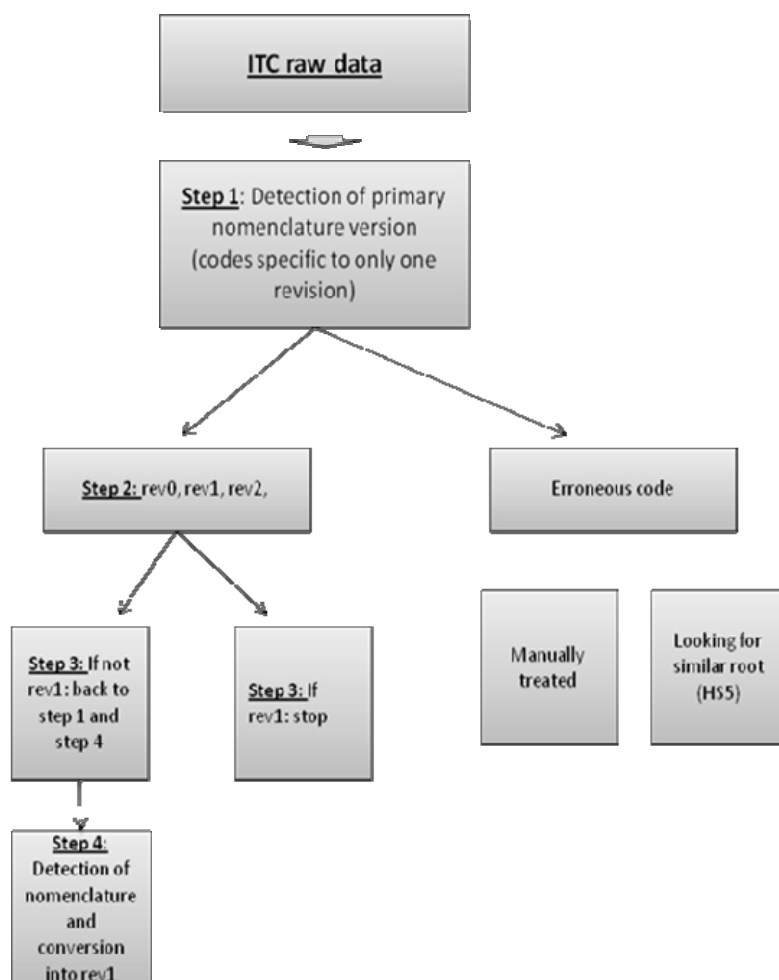 ITC raw data
Step 1: Detection of primary
nomenclature version
(codes specific to only one
revision)
Step 2: rev0, rev1, rev2,
Erroneous code
Step 3: If not
rev1: back to
step 1 and
step 4
Step 3: If
rev1: stop
Manually
treated
Looking for
similar root
(HS5)
Step 4:
Detection of
nomenclature
and
conversion
into rev1